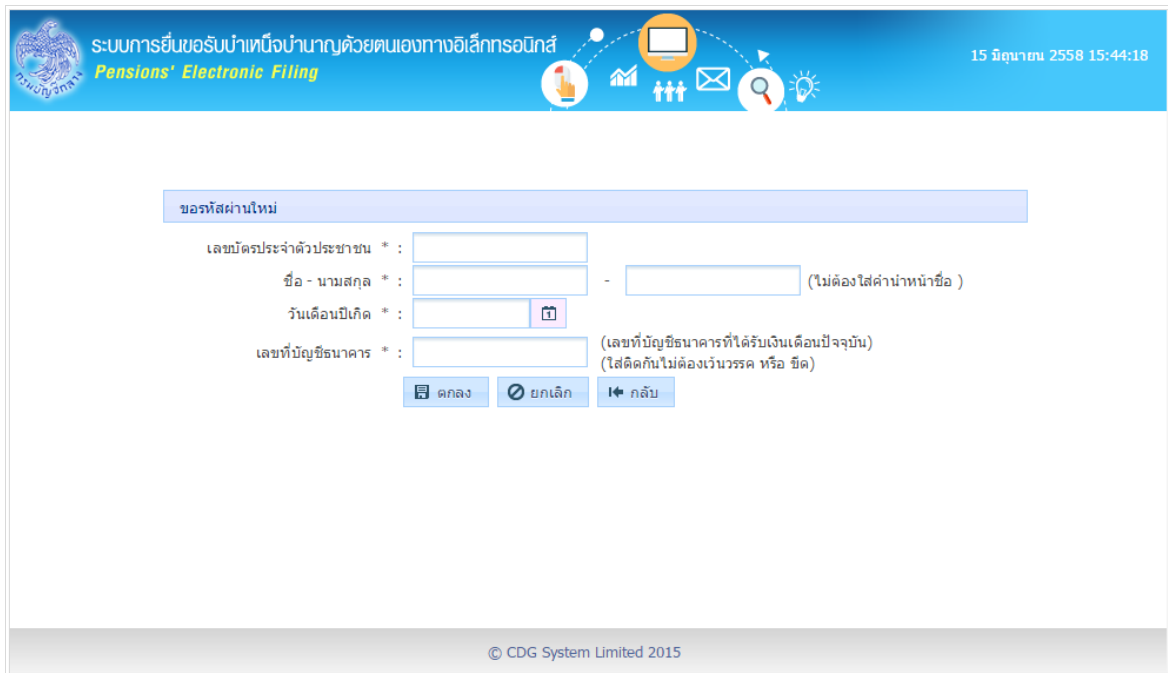 ระบบการยื่นขอรับบำเหน็จบำนาญด้วยตนเองทางอิเล็กทรอนิกส์
Pensions' Electronic Filing
15 มิถุนายน 2558 15:44:18
กรมบัญชีกลาง
ขอรหัสผ่านใหม่
เลขบัตรประจำตัวประชาชน * :
ชื่อ - นามสกุล * : - (ไม่ต้องใส่คำนำหน้าชื่อ )
วันเดือนปีเกิด * :
เลขที่บัญชีธนาคาร * : (เลขที่บัญชีธนาคารที่ได้รับเงินเดือนปัจจุบัน)
(ใส่ติดกันไม่ต้องเว้นวรรค หรือ ขีด)
ตกลง ยกเลิก กลับ
© CDG System Limited 2015